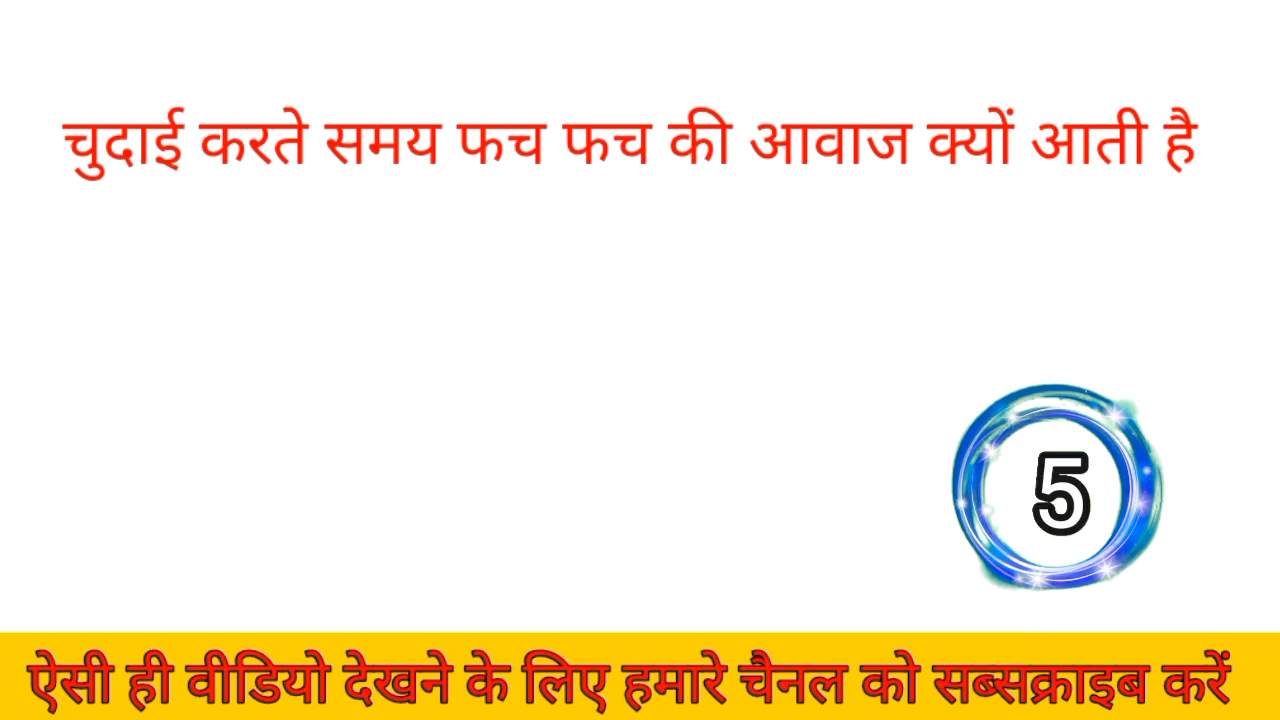 चुदाई करते समय फच फच की आवाज क्यों आती है
5
ऐसी ही वीडियो देखने के लिए हमारे चैनल को सब्सक्राइब करें